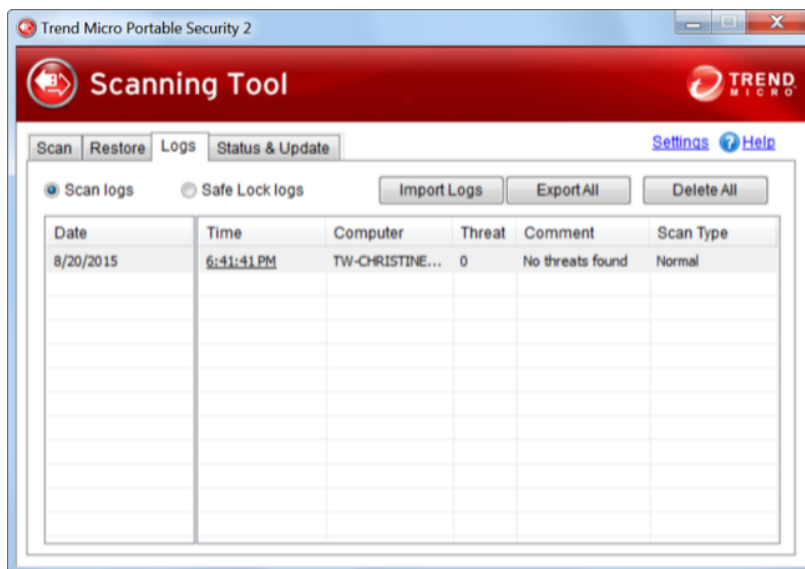 Trend Micro Portable Security 2
Scanning Tool
TREND
MICRO
Scan Restore Logs Status & Update Settings Help
Scan logs Safe Lock logs Import Logs Export All Delete All
Date Time Computer Threat Comment Scan Type
8/20/2015 6:41:41 PM TW-CHRISTINE... 0 No threats found Normal